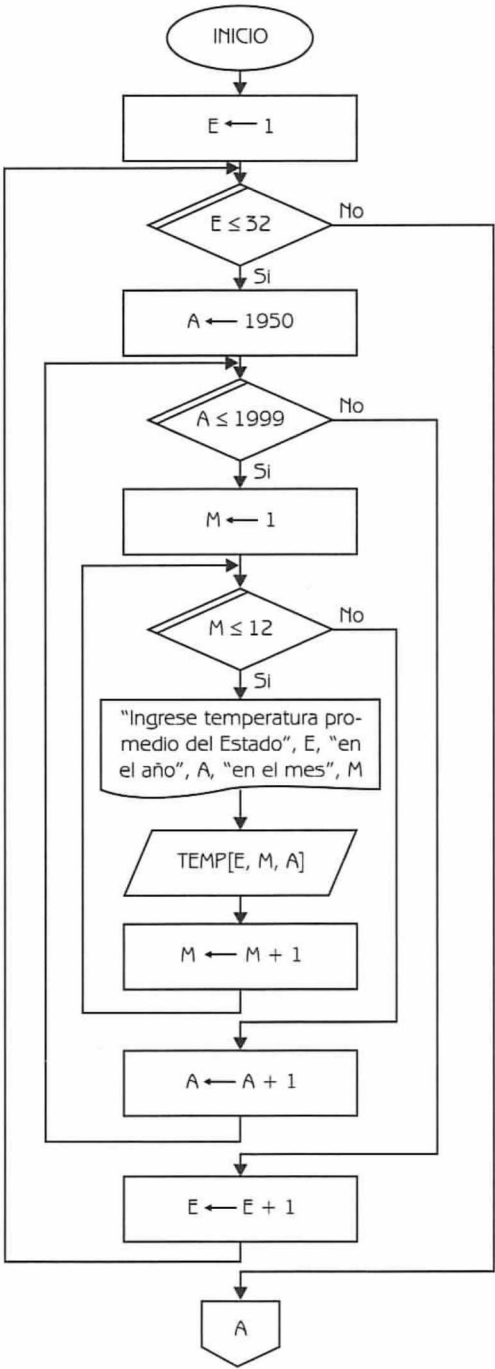 INICIO
E ← 1
E ≤ 32
No
Si
A ← 1950
A ≤ 1999
No
Si
M ← 1
M ≤ 12
No
Si
“Ingrese temperatura pro-
medio del Estado”, E, “en
el año”, A, “en el mes”, M
TEMP[E, M, A]
M ← M + 1
A ← A + 1
E ← E + 1
A